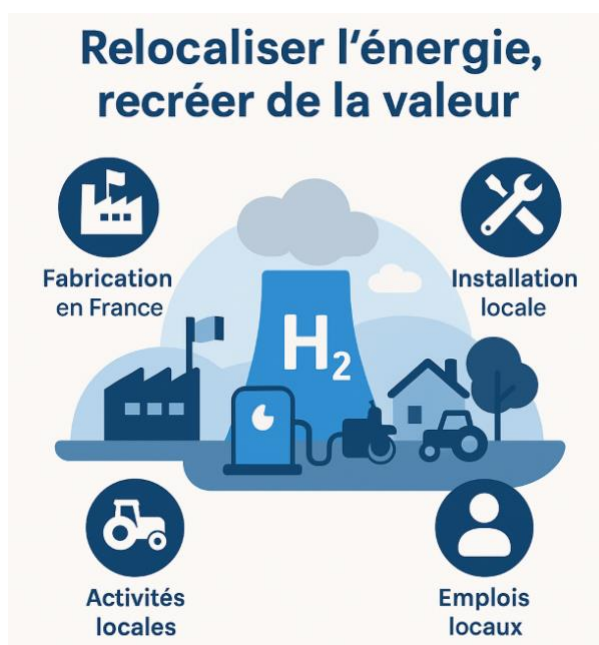 Relocaliser l'énergie,
recréer de la valeur
Fabrication
en France
Installation
locale
H₂
Activités
locales
Emplois
locaux